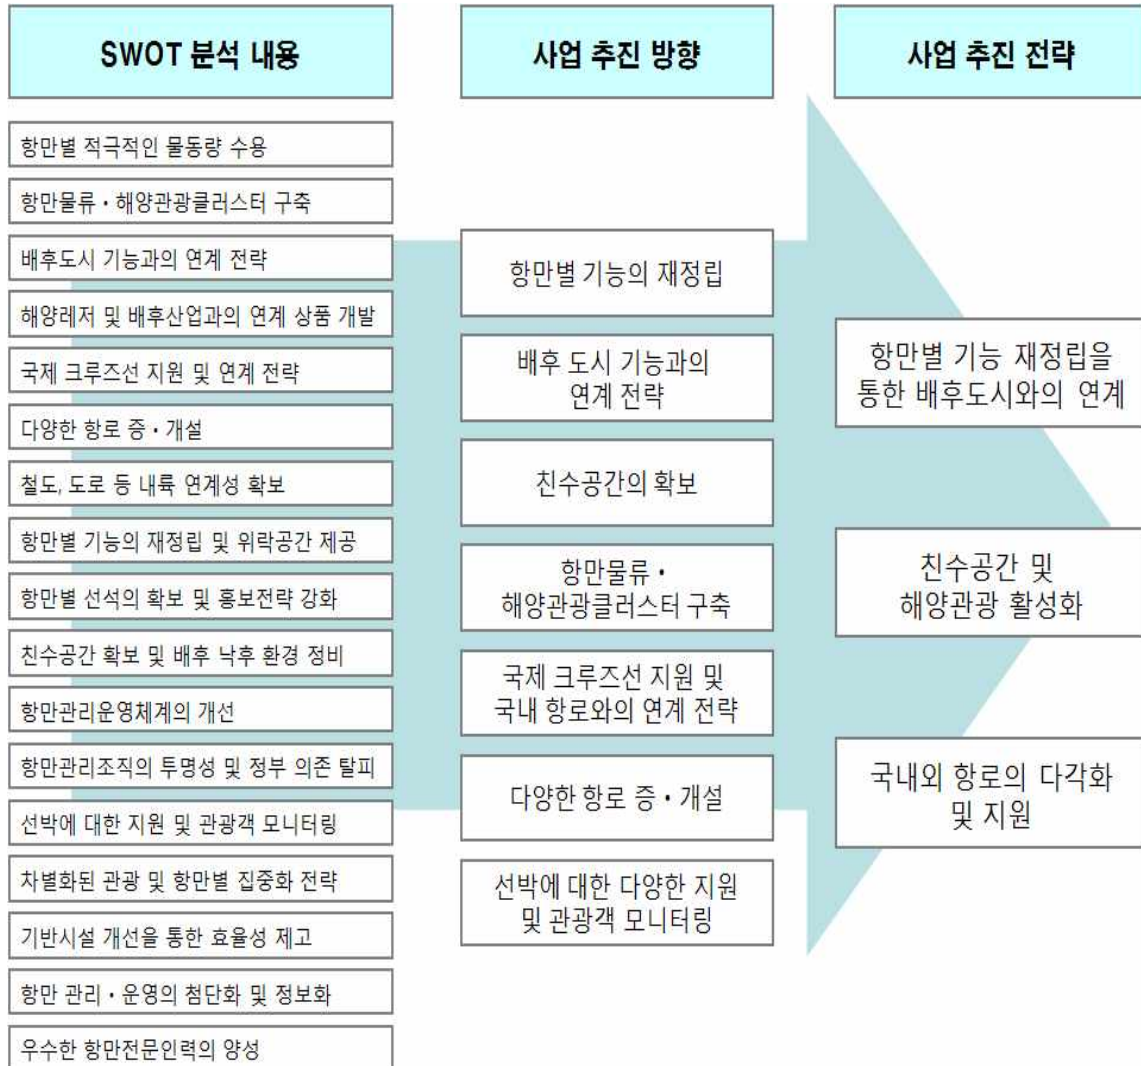 SWOT 분석 내용
항만별 적극적인 물동량 수용
항만물류・해양관광클러스터 구축
배후도시 기능과의 연계 전략
해양레저 및 배후산업과의 연계 상품 개발
국제 크루즈선 지원 및 연계 전략
다양한 항로 증・개설
철도, 도로 등 내륙 연계성 확보
항만별 기능의 재정립 및 위락공간 제공
항만별 선석의 확보 및 홍보전략 강화
친수공간 확보 및 배후 낙후 환경 정비
항만관리운영체계의 개선
항만관리조직의 투명성 및 정부 의존 탈피
선박에 대한 지원 및 관광객 모니터링
차별화된 관광 및 항만별 집중화 전략
기반시설 개선을 통한 효율성 제고
항만 관리・운영의 첨단화 및 정보화
우수한 항만전문인력의 양성
사업 추진 방향
항만별 기능의 재정립
배후 도시 기능과의
연계 전략
친수공간의 확보
항만물류・
해양관광클러스터 구축
국제 크루즈선 지원 및
국내 항로와의 연계 전략
다양한 항로 증・개설
선박에 대한 다양한 지원
및 관광객 모니터링
사업 추진 전략
항만별 기능 재정립을
통한 배후도시와의 연계
친수공간 및
해양관광 활성화
국내외 항로의 다각화
및 지원